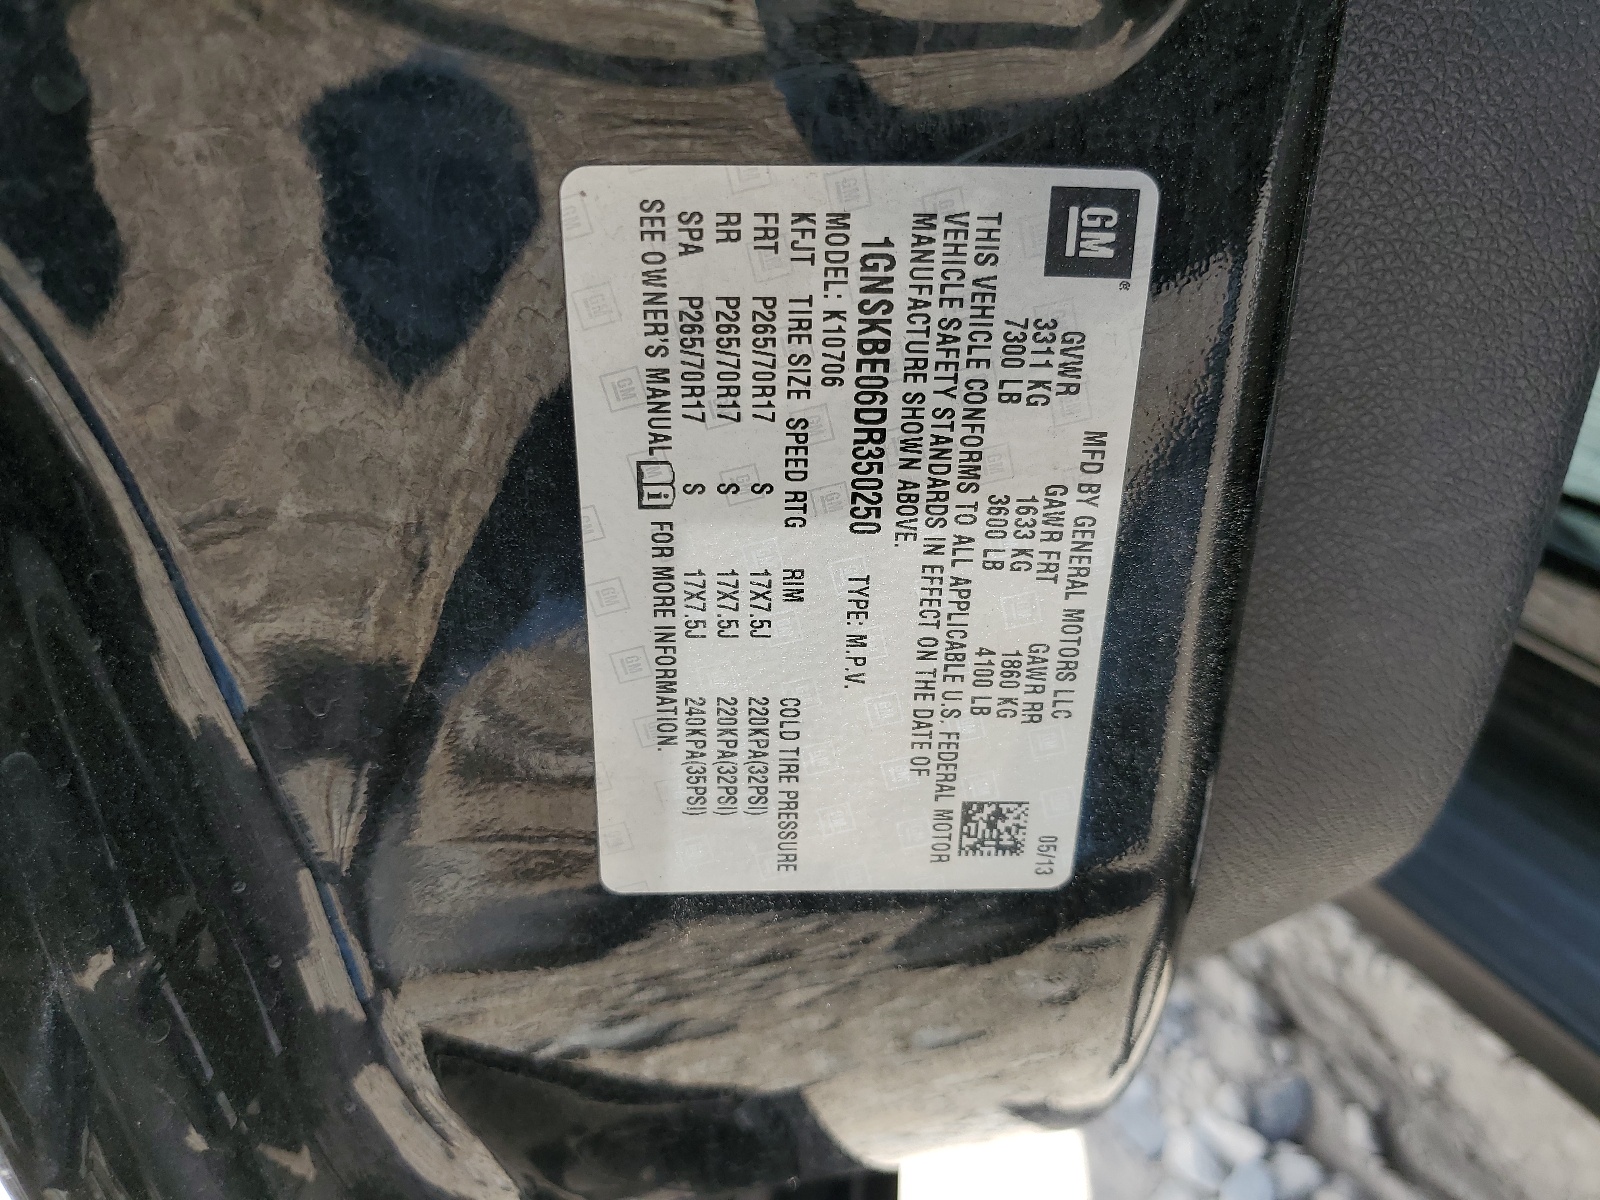 GM®
MFD BY GENERAL MOTORS LLC 05/13
GVWR GAWR FRT GAWR RR
3311 KG 1633 KG 1860 KG
7300 LB 3600 LB 4100 LB
THIS VEHICLE CONFORMS TO ALL APPLICABLE U.S. FEDERAL MOTOR
VEHICLE SAFETY STANDARDS IN EFFECT ON THE DATE OF
MANUFACTURE SHOWN ABOVE.
1GNSKBE06DR350250 TYPE: M.P.V.
MODEL: K10706
KFJT TIRE SIZE SPEED RTG RIM COLD TIRE PRESSURE
FRT P265/70R17 S 17X7.5J 220KPA(32PSI)
RR P265/70R17 S 17X7.5J 220KPA(32PSI)
SPA P265/70R17 S 17X7.5J 240KPA(35PSI)
SEE OWNER'S MANUAL i FOR MORE INFORMATION.